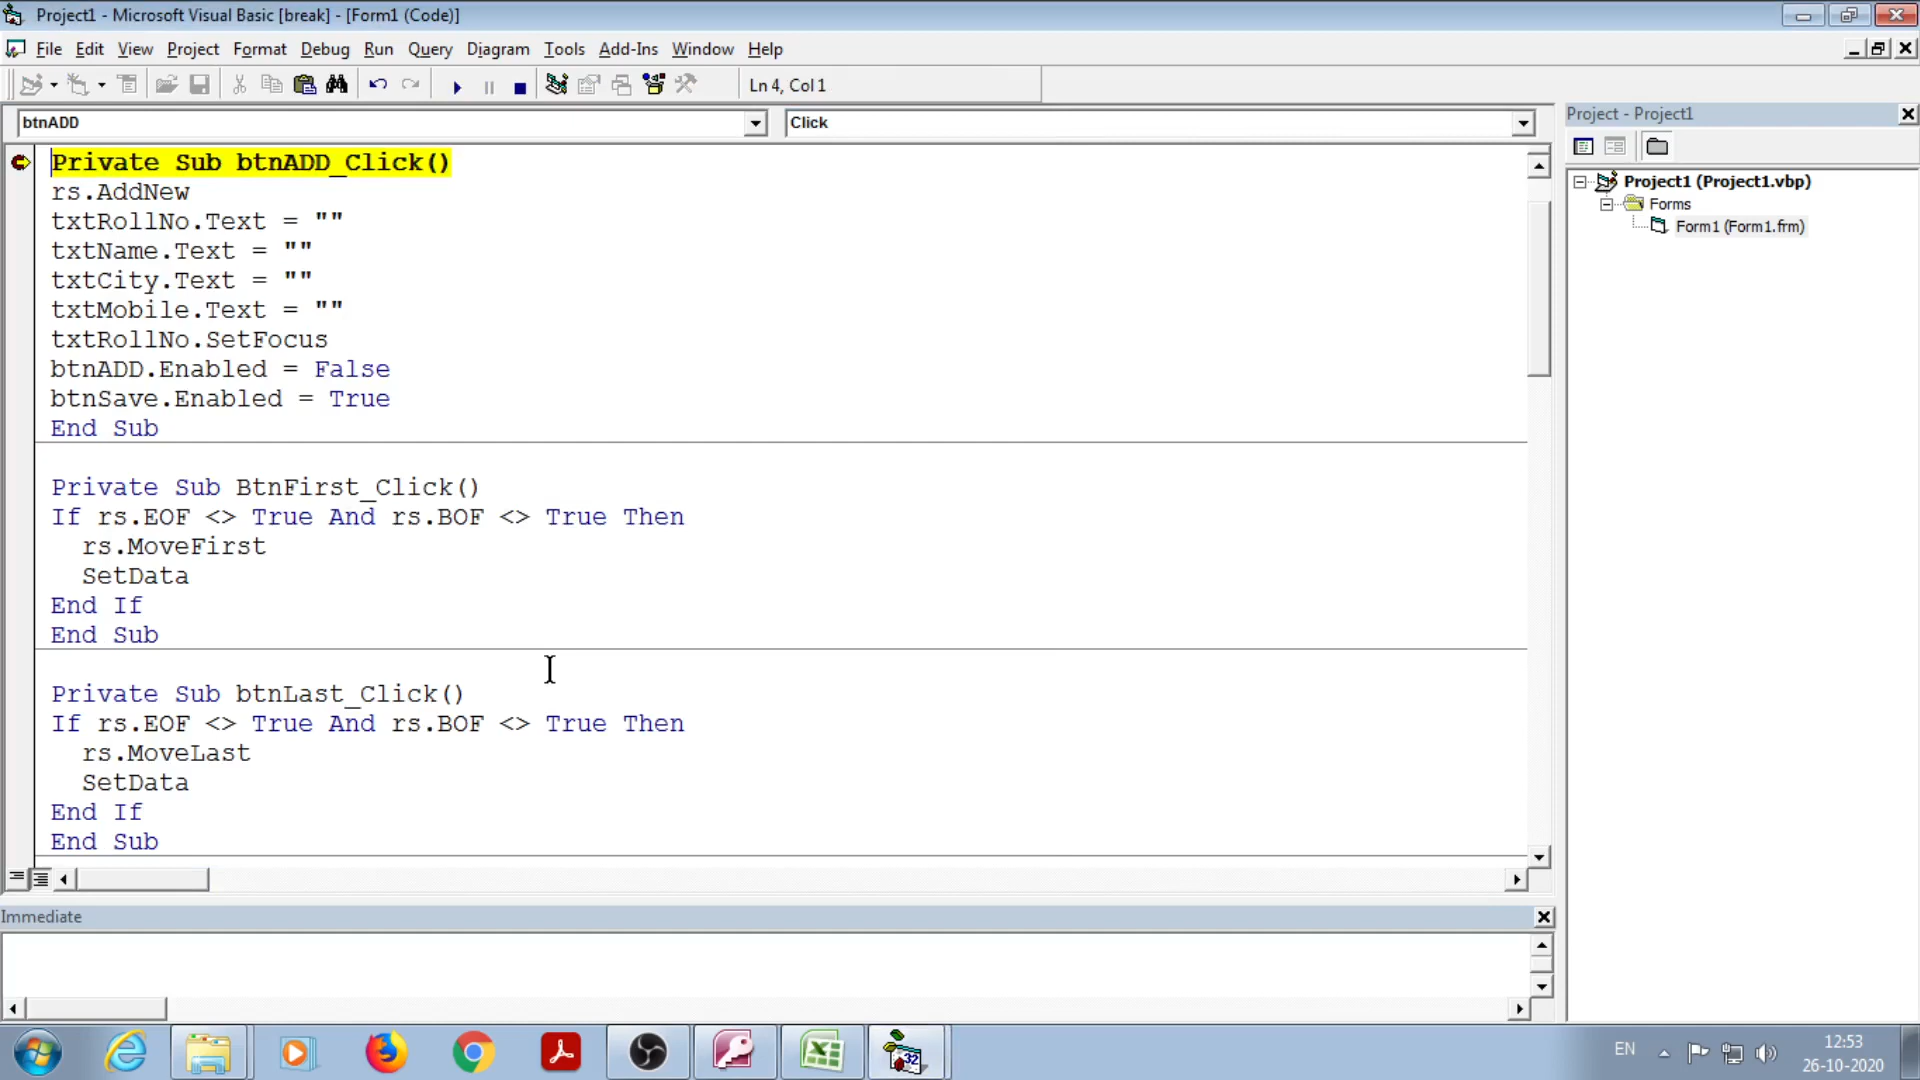 Project1 - Microsoft Visual Basic [break] - [Form1 (Code)]
File Edit View Project Format Debug Run Query Diagram Tools Add-Ins Window Help
Ln 4, Col 1
btnADD
Click
Project - Project1
Private Sub btnADD_Click()
rs.AddNew
txtRollNo.Text = ""
txtName.Text = ""
txtCity.Text = ""
txtMobile.Text = ""
txtRollNo.SetFocus
btnADD.Enabled = False
btnSave.Enabled = True
End Sub
Private Sub BtnFirst_Click()
If rs.EOF <> True And rs.BOF <> True Then
rs.MoveFirst
SetData
End If
End Sub
Private Sub btnLast_Click()
If rs.EOF <> True And rs.BOF <> True Then
rs.MoveLast
SetData
End If
End Sub
Project1 (Project1.vbp)
Forms
Form1 (Form1.frm)
Immediate
32
EN
12:53
26-10-2020